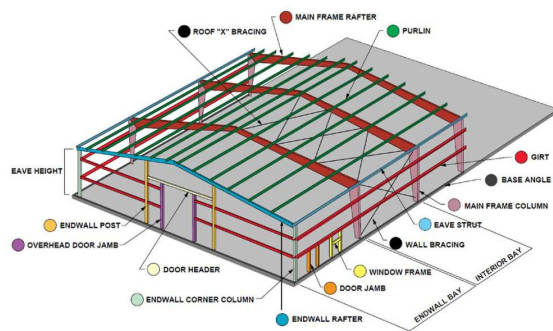 MAIN FRAME RAFTER
ROOF "X" BRACING
PURLIN
EAVE HEIGHT
GIRT
BASE ANGLE
MAIN FRAME COLUMN
ENDWALL POST
EAVE STRUT
OVERHEAD DOOR JAMB
WALL BRACING
INTERIOR BAY
DOOR HEADER
WINDOW FRAME
DOOR JAMB
ENDWALL BAY
ENDWALL CORNER COLUMN
ENDWALL RAFTER